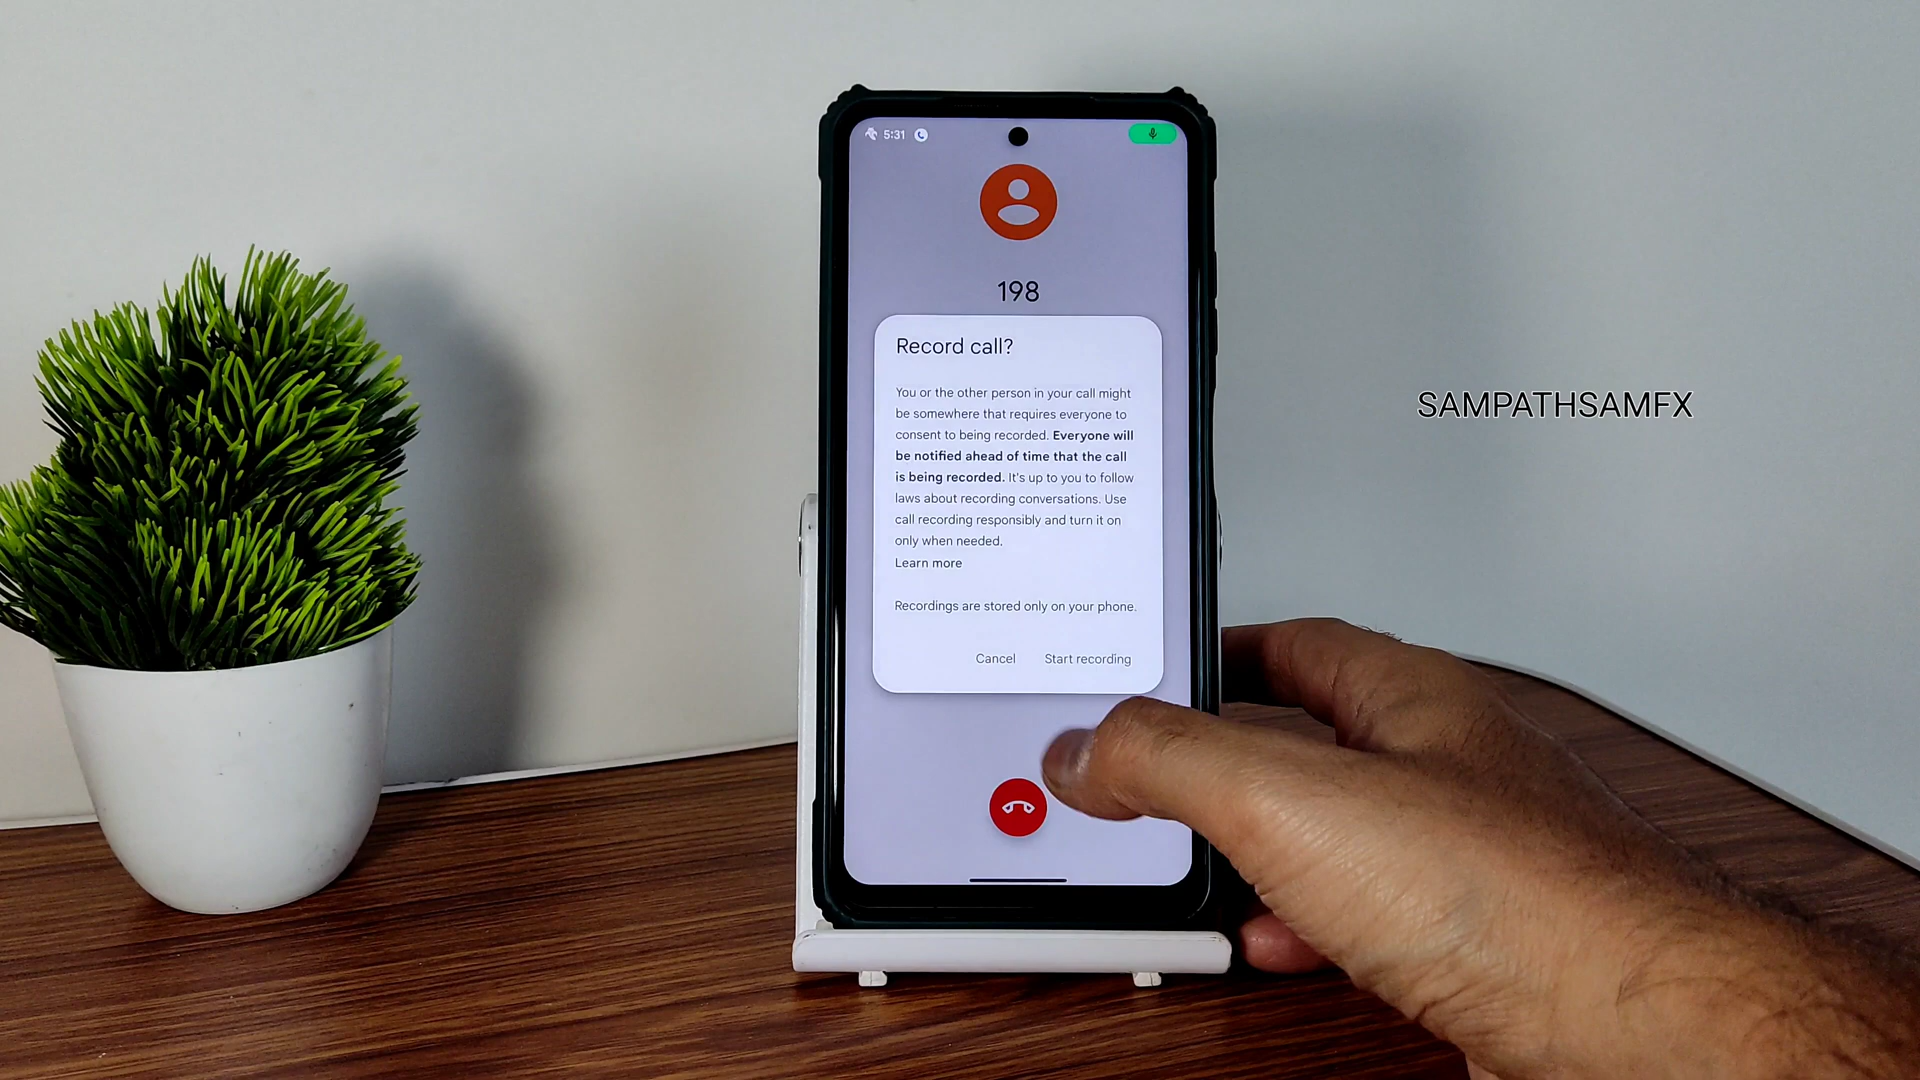 5:31
198
Record call?
You or the other person in your call might
be somewhere that requires everyone to
consent to being recorded. Everyone will
be notified ahead of time that the call
is being recorded. It's up to you to follow
laws about recording conversations. Use
call recording responsibly and turn it on
only when needed.
Learn more
Recordings are stored only on your phone.
Cancel Start recording
SAMPATHSAMFX